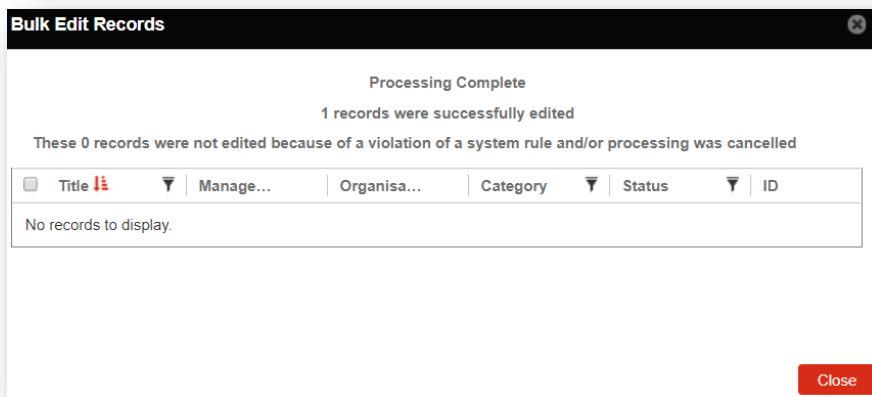 Bulk Edit Records
Processing Complete
1 records were successfully edited
These 0 records were not edited because of a violation of a system rule and/or processing was cancelled
Title Manage... Organisa... Category Status ID
No records to display.
Close